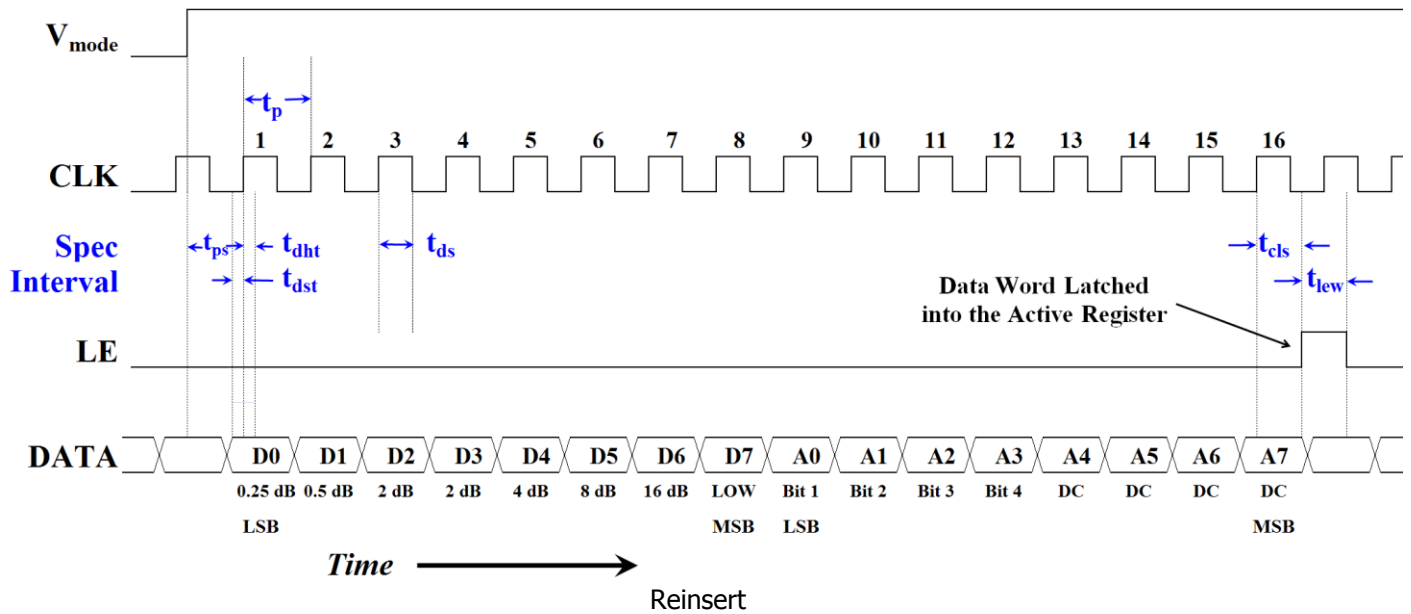 Vmode
tp
1 2 3 4 5 6 7 8 9 10 11 12 13 14 15 16
CLK
Spec
Interval
tps
tdht
tdst
tds
tcls
tlew
Data Word Latched
into the Active Register
LE
DATA
D0 D1 D2 D3 D4 D5 D6 D7 A0 A1 A2 A3 A4 A5 A6 A7
0.25 dB 0.5 dB 2 dB 2 dB 4 dB 8 dB 16 dB LOW Bit 1 Bit 2 Bit 3 Bit 4 DC DC DC DC
LSB MSB LSB MSB
Time
Reinsert